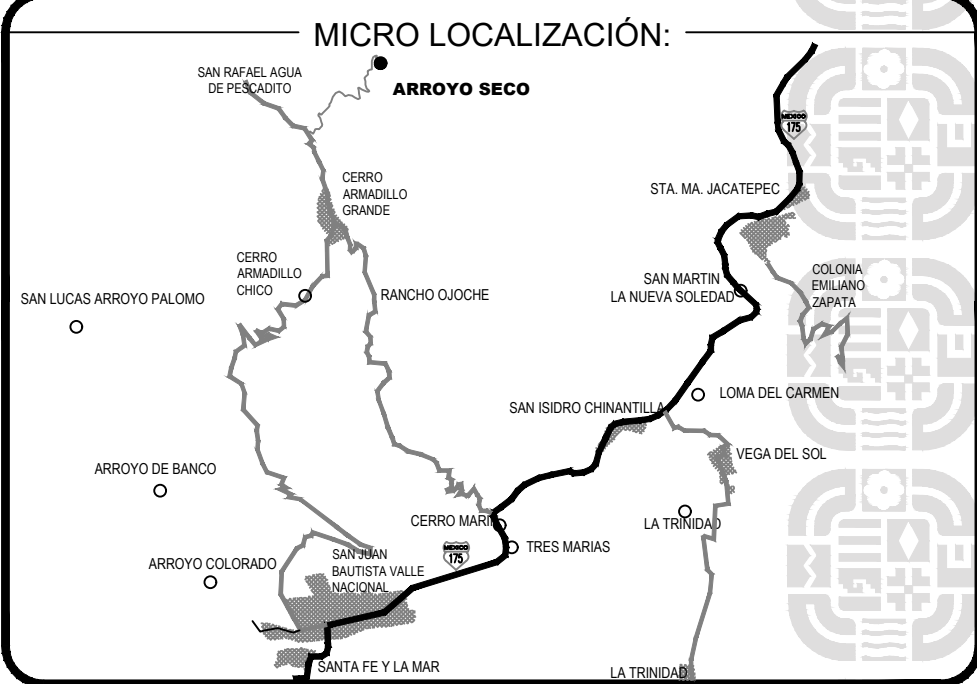 MICRO LOCALIZACIÓN:
SAN RAFAEL AGUA
DE PESCADITO
ARROYO SECO
MEXICO
175
CERRO
ARMADILLO
GRANDE
STA. MA. JACATEPEC
CERRO
ARMADILLO
CHICO
SAN LUCAS ARROYO PALOMO
RANCHO OJOCHE
SAN MARTIN
LA NUEVA SOLEDAD
COLONIA
EMILIANO
ZAPATA
LOMA DEL CARMEN
SAN ISIDRO CHINANTILLA
VEGA DEL SOL
ARROYO DE BANCO
CERRO MARIN
LA TRINIDAD
TRES MARIAS
MEXICO
175
ARROYO COLORADO
SAN JUAN
BAUTISTA VALLE
NACIONAL
SANTA FE Y LA MAR
LA TRINIDAD